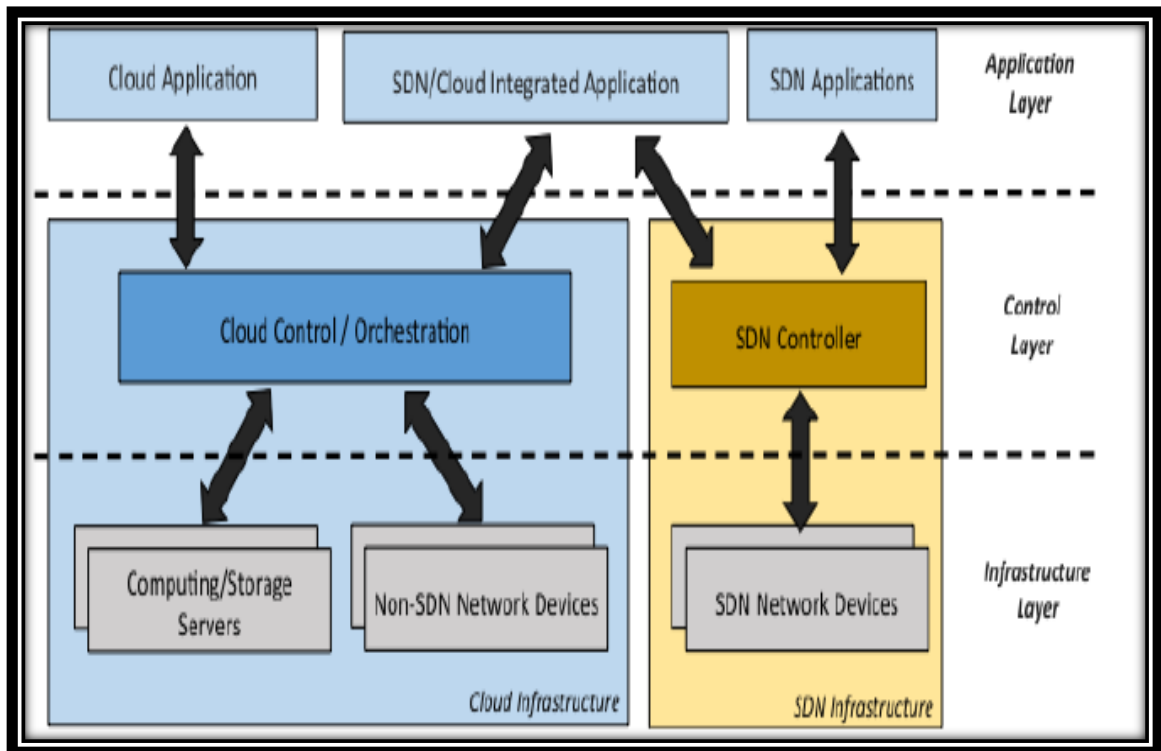 Cloud Application
SDN/Cloud Integrated Application
SDN Applications
Application
Layer
Cloud Control / Orchestration
SDN Controller
Control
Layer
Computing/Storage
Servers
Non-SDN Network Devices
SDN Network Devices
Infrastructure
Layer
Cloud Infrastructure
SDN Infrastructure